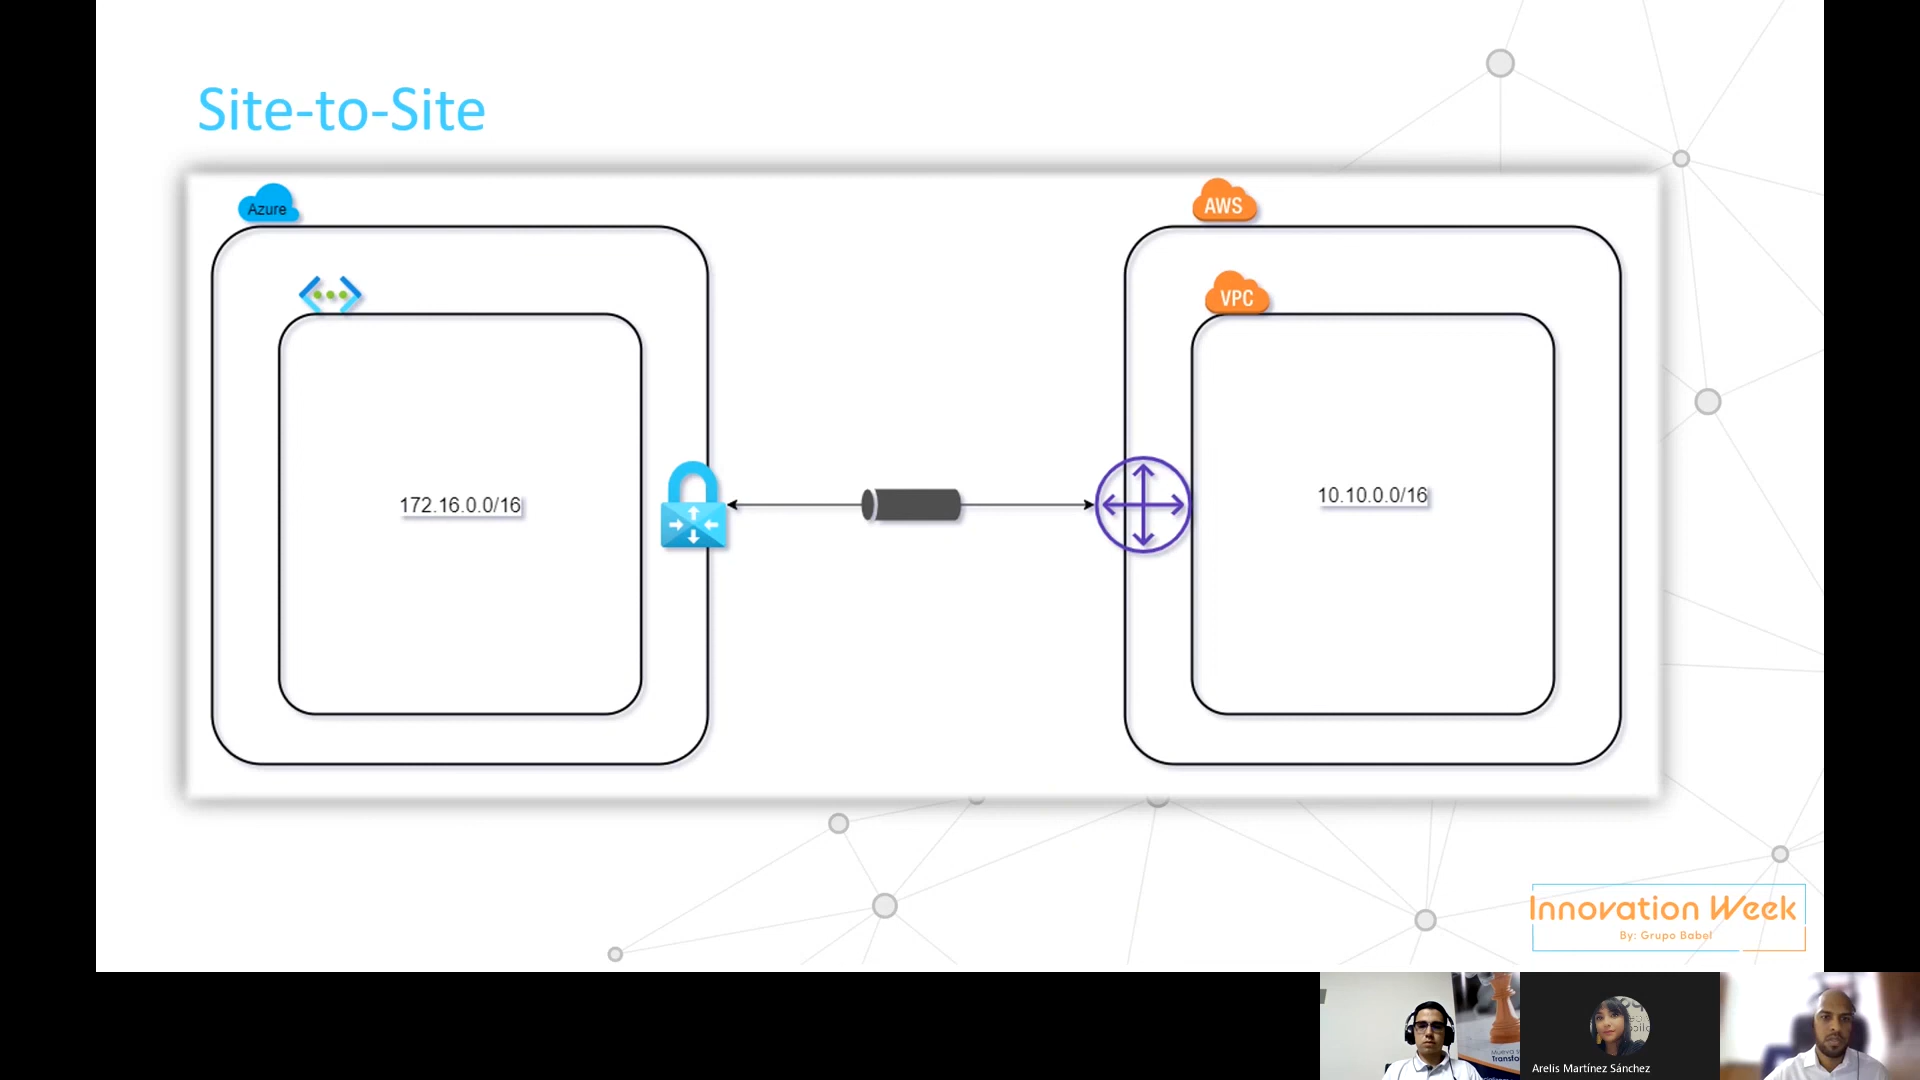 Site-to-Site
Azure
AWS
VPC
172.16.0.0/16
10.10.0.0/16
Innovation Week
By: Grupo Babel
Arelis Martínez Sánchez